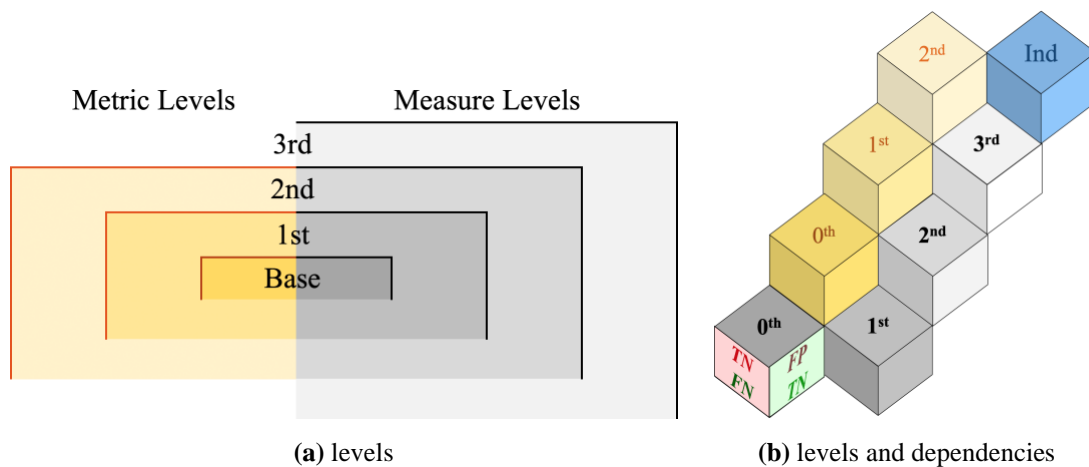 Metric Levels
Measure Levels
3rd
2nd
1st
Base
(a) levels
2nd
Ind
1st
3rd
0th
2nd
0th
1st
TN
FP
FN
TN
(b) levels and dependencies